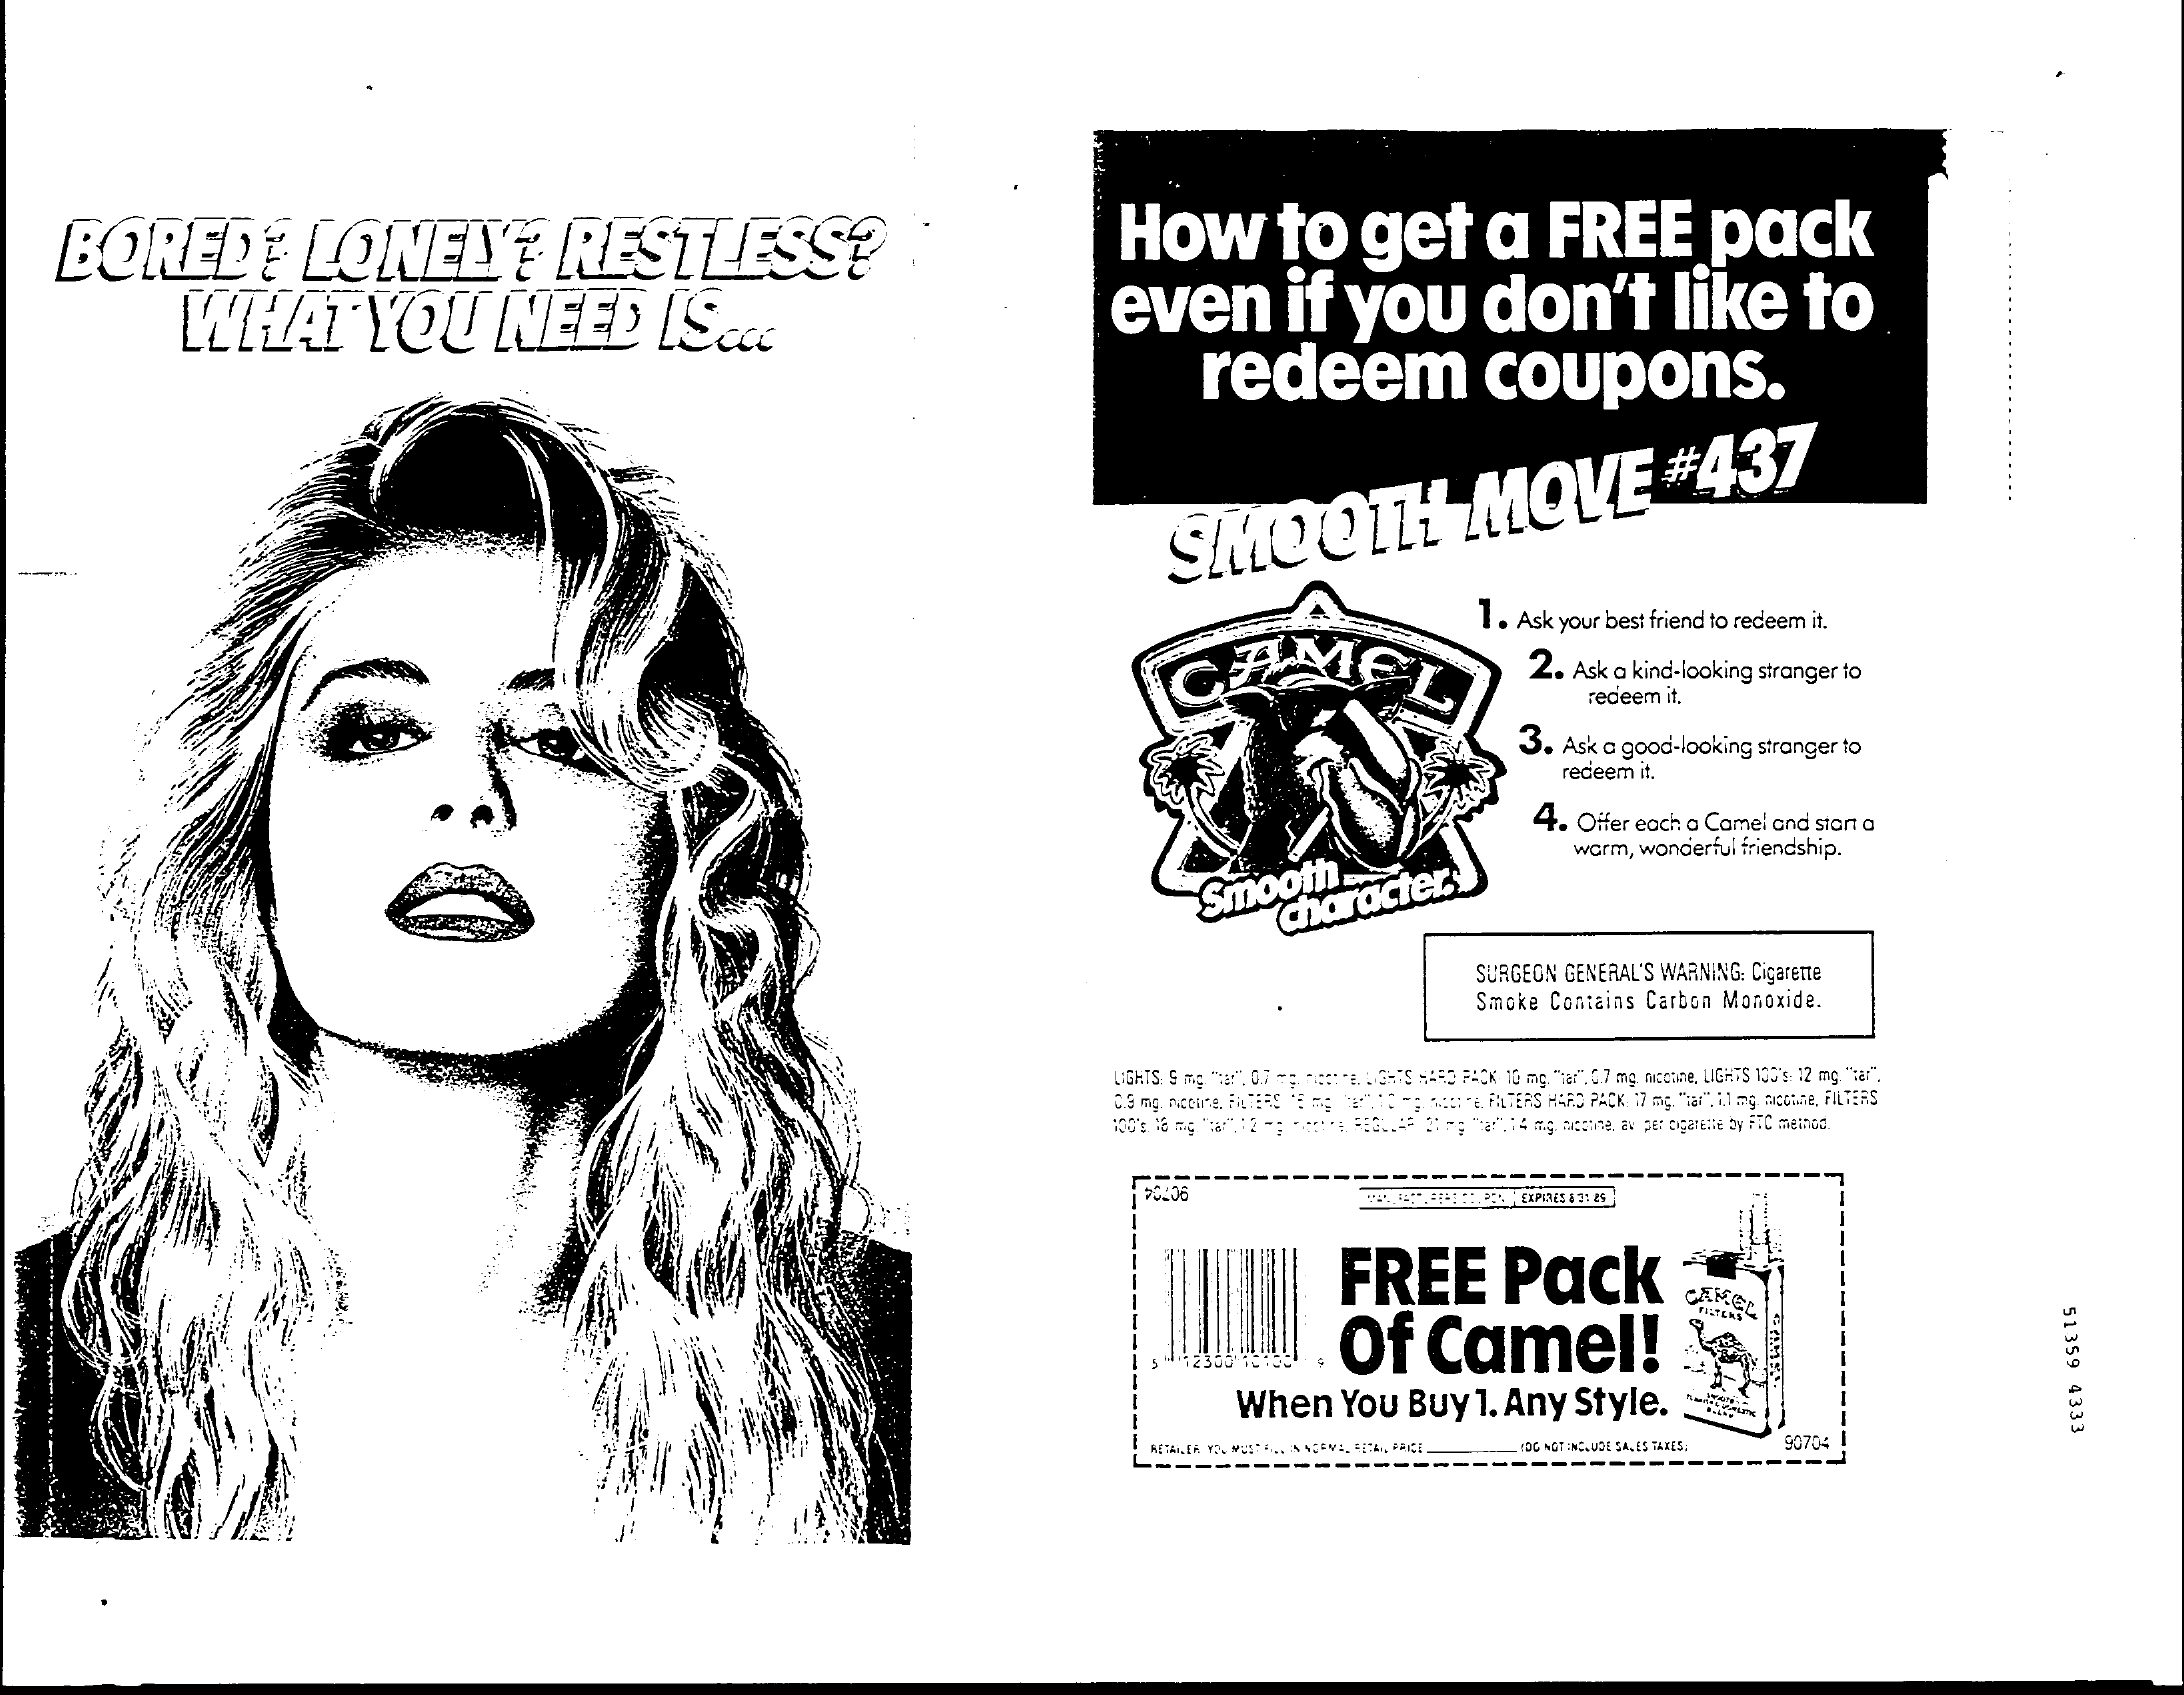 BORED? LONELY? RESTLESS?
WHAT YOU NEED IS...
How to get a FREE pack
even if you don't like to
redeem coupons.
SMOOTH MOVE #437
CAMEL
Smooth
character.
1. Ask your best friend to redeem it.
2. Ask a kind-looking stranger to
redeem it.
3. Ask a good-looking stranger to
redeem it.
4. Offer each a Camel and start a
warm, wonderful friendship.
SURGEON GENERAL'S WARNING: Cigarette
Smoke Contains Carbon Monoxide.
LIGHTS: 9 mg. "tar", 0.7 mg. nicotine, LIGHTS HARD PACK: 10 mg. "tar", 0.7 mg. nicotine, LIGHTS 100's: 12 mg. "tar",
0.9 mg. nicotine, FILTERS mg. "tar", mg. nicotine, FILTERS HARD PACK: 17 mg. "tar", 1.1 mg. nicotine, FILTERS
100's: 18 mg. "tar", 1.2 mg. nicotine, REGULAR: 21 mg. "tar", 1.4 mg. nicotine, av. per cigarette by FTC method.
90704
MANUFACTURERS COUPON EXPIRES 8 31 89
FREE Pack
Of Camel!
When You Buy 1. Any Style.
CAMEL
FILTERS
CAMEL
5 12300 10100 9
RETAILER: YOU MUST FILL IN NORMAL RETAIL PRICE (DO NOT INCLUDE SALES TAXES)
90704
51359 4333